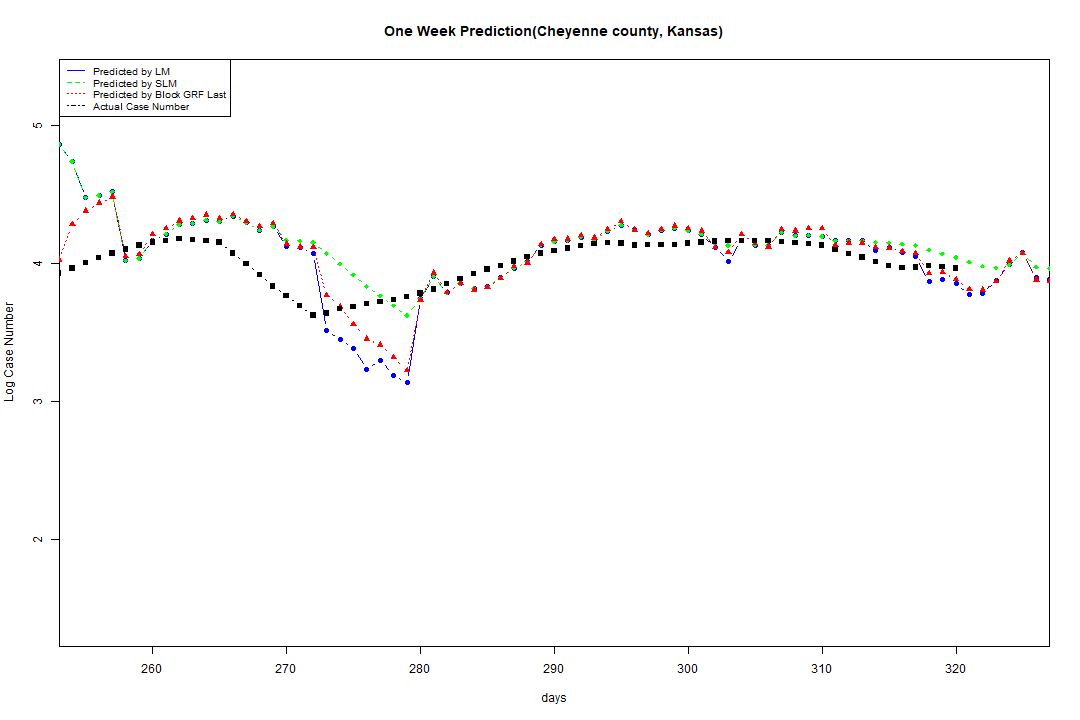 One Week Prediction(Cheyenne county, Kansas)
Predicted by LM
Predicted by SLM
Predicted by Block GRF Last
Actual Case Number
5
4
3
2
Log Case Number
260 270 280 290 300 310 320
days